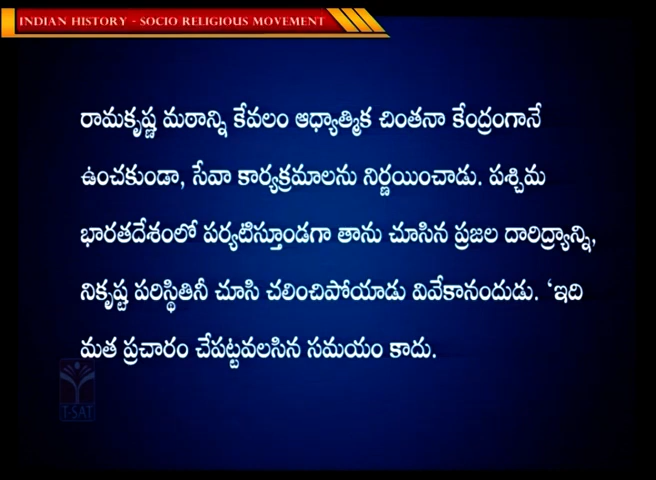 INDIAN HISTORY - SOCIO RELIGIOUS MOVEMENT
రామకృష్ణ మఠాన్ని కేవలం ఆధ్యాత్మిక చింతనా కేంద్రంగానే
ఉంచకుండా, సేవా కార్యక్రమాలను నిర్ణయించాడు. పశ్చిమ
భారతదేశంలో పర్యటిస్తూండగా తాను చూసిన ప్రజల దారిద్ర్యాన్ని,
నికృష్ట పరిస్థితినీ చూసి చలించిపోయాడు వివేకానందుడు. ‘ఇది
మత ప్రచారం చేపట్టవలసిన సమయం కాదు.
T-SAT